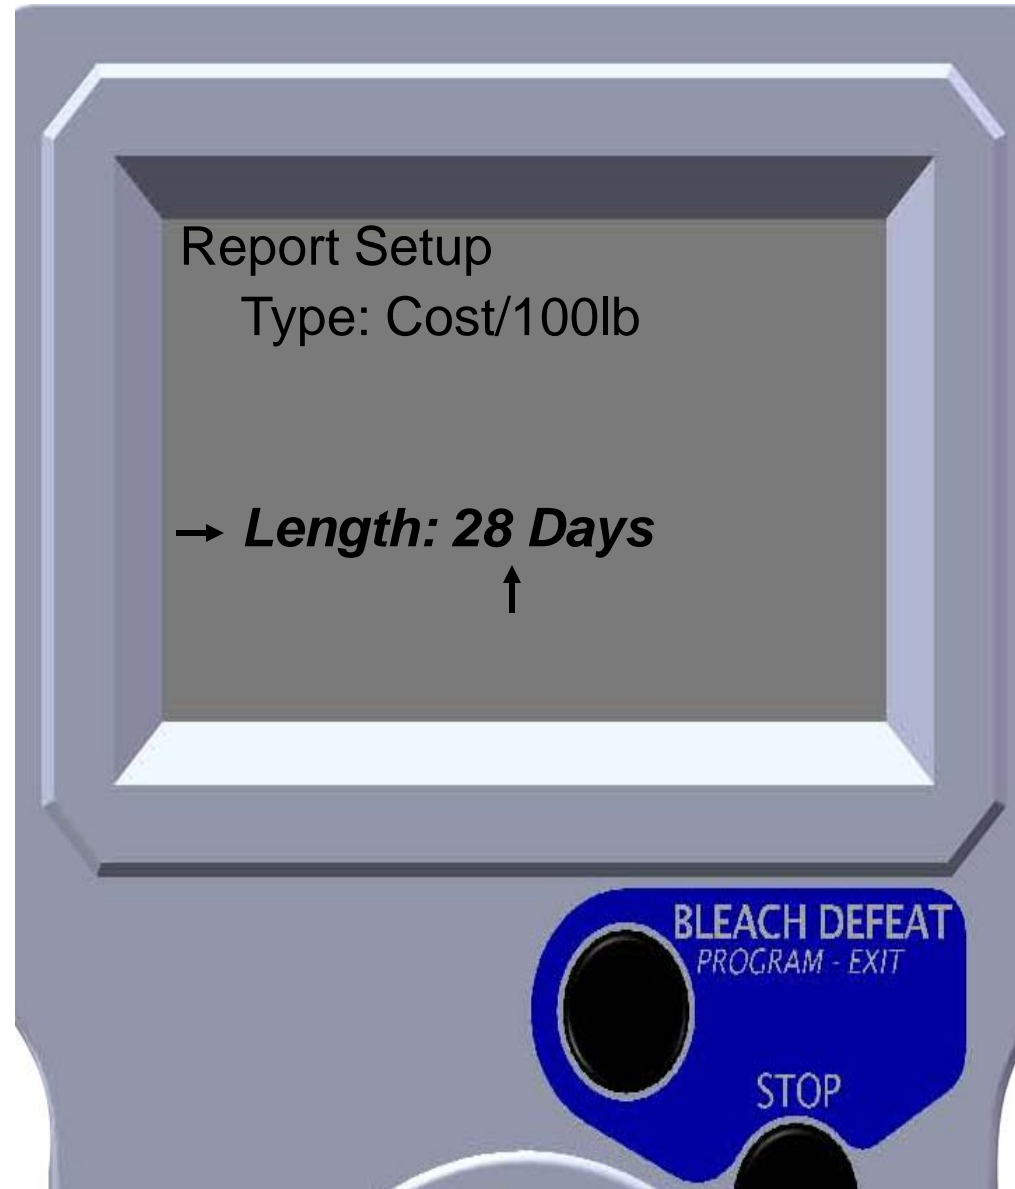 Report Setup
Type: Cost/100lb
Length: 28 Days
BLEACH DEFEAT
PROGRAM - EXIT
STOP